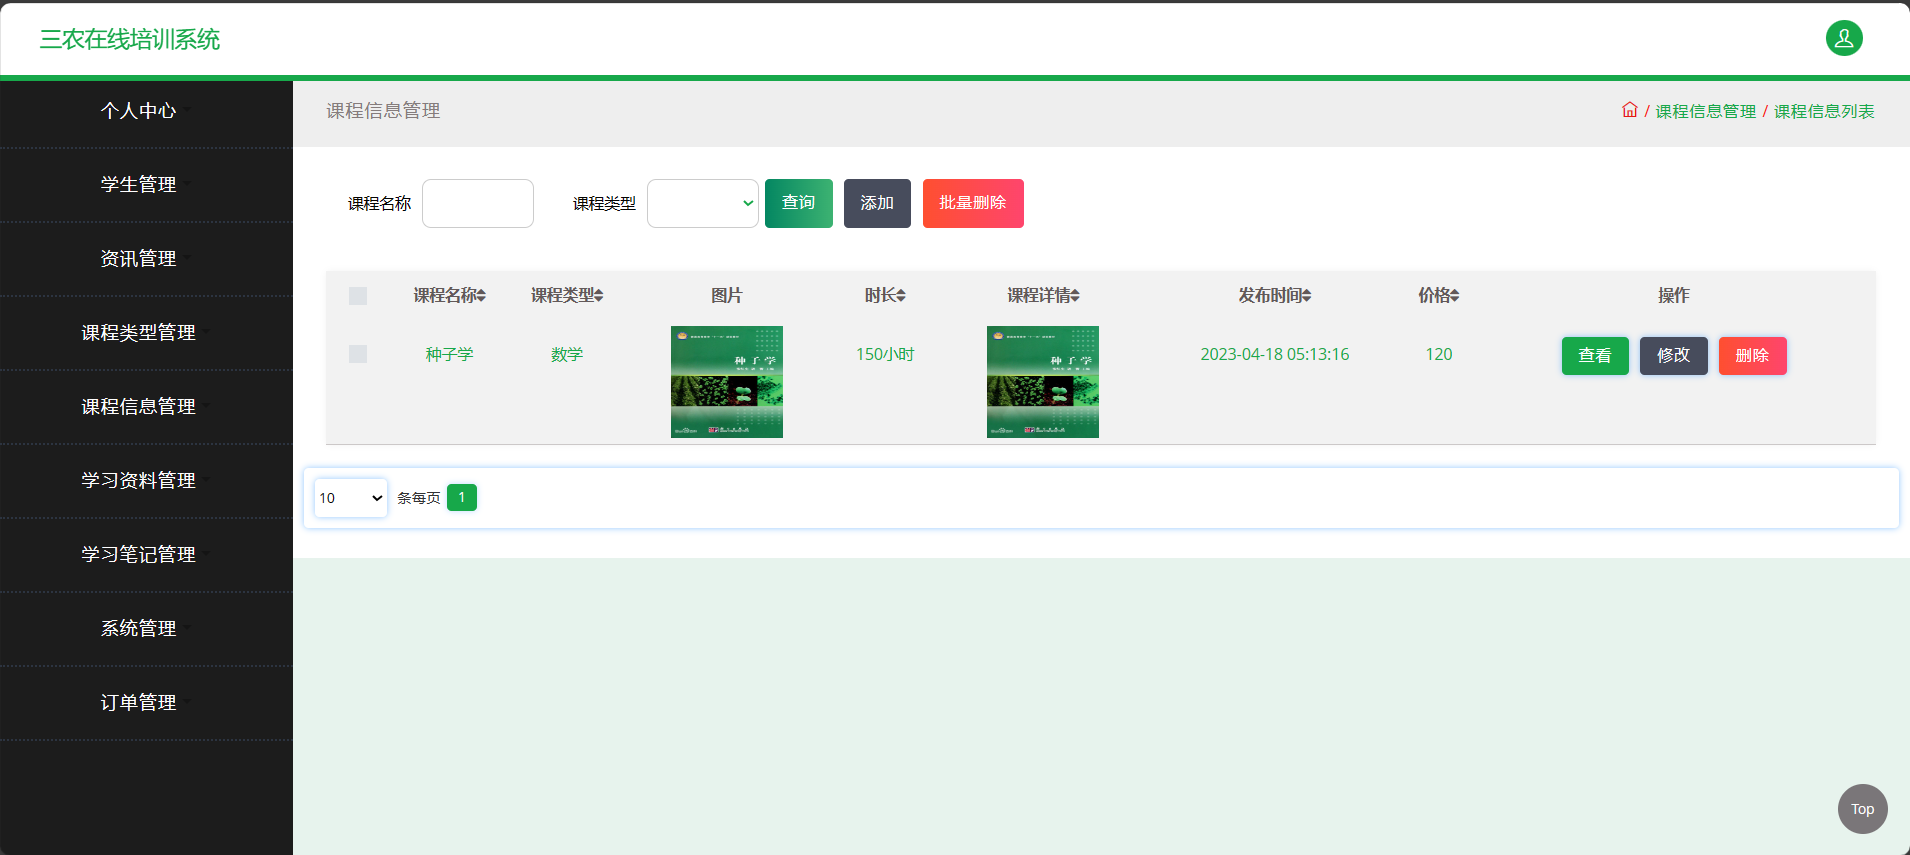 三农在线培训系统
个人中心
学生管理
资讯管理
课程类型管理
课程信息管理
学习资料管理
学习笔记管理
系统管理
订单管理
课程信息管理
/ 课程信息管理 / 课程信息列表
课程名称 课程类型 查询 添加 批量删除
课程名称 课程类型 图片 时长 课程详情 发布时间 价格 操作
种子学 数学 150小时 2023-04-18 05:13:16 120 查看 修改 删除
种子学
种子学
10 条每页 1
Top